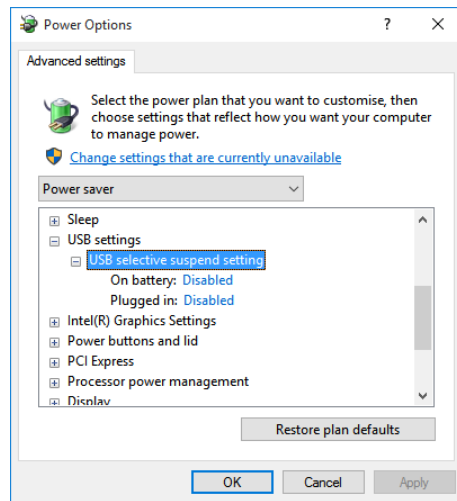 Power Options
Advanced settings
Select the power plan that you want to customise, then
choose settings that reflect how you want your computer
to manage power.
Change settings that are currently unavailable
Power saver
Sleep
USB settings
USB selective suspend setting
On battery: Disabled
Plugged in: Disabled
Intel(R) Graphics Settings
Power buttons and lid
PCI Express
Processor power management
Display
Restore plan defaults
OK Cancel Apply